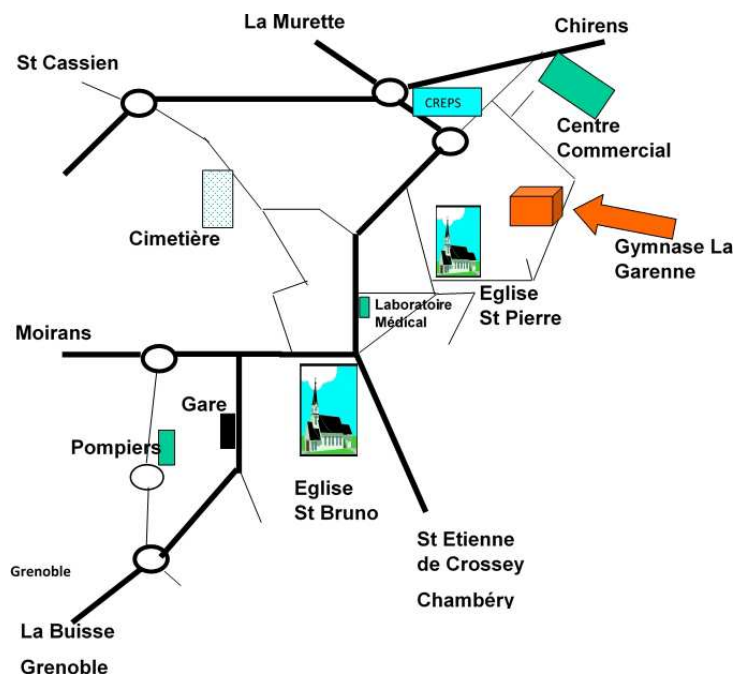 La Murette
Chirens
St Cassien
CREPS
Centre
Commercial
Cimetière
Gymnase La
Garenne
Eglise
St Pierre
Laboratoire
Médical
Moirans
Gare
Pompiers
Eglise
St Bruno
St Etienne
de Crossey
Chambéry
Grenoble
La Buisse
Grenoble